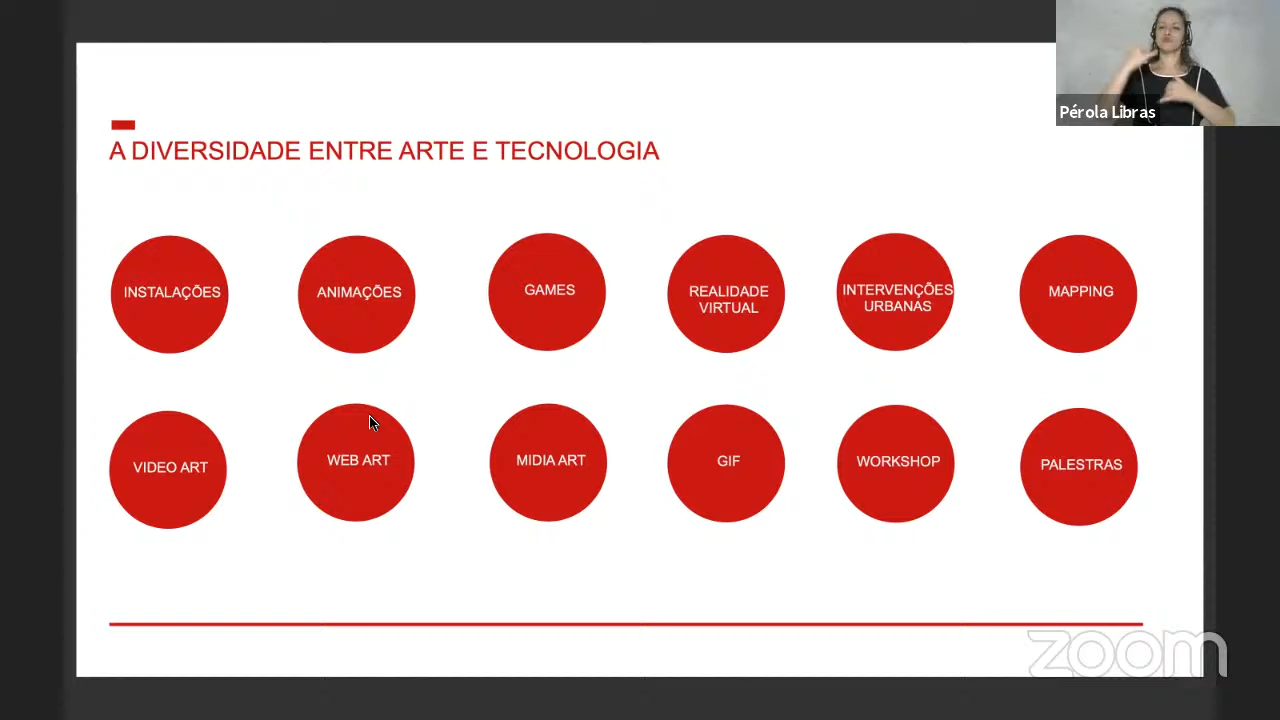 Pérola Libras
A DIVERSIDADE ENTRE ARTE E TECNOLOGIA
INSTALAÇÕES
ANIMAÇÕES
GAMES
REALIDADE
VIRTUAL
INTERVENÇÕES
URBANAS
MAPPING
VIDEO ART
WEB ART
MIDIA ART
GIF
WORKSHOP
PALESTRAS
zoom